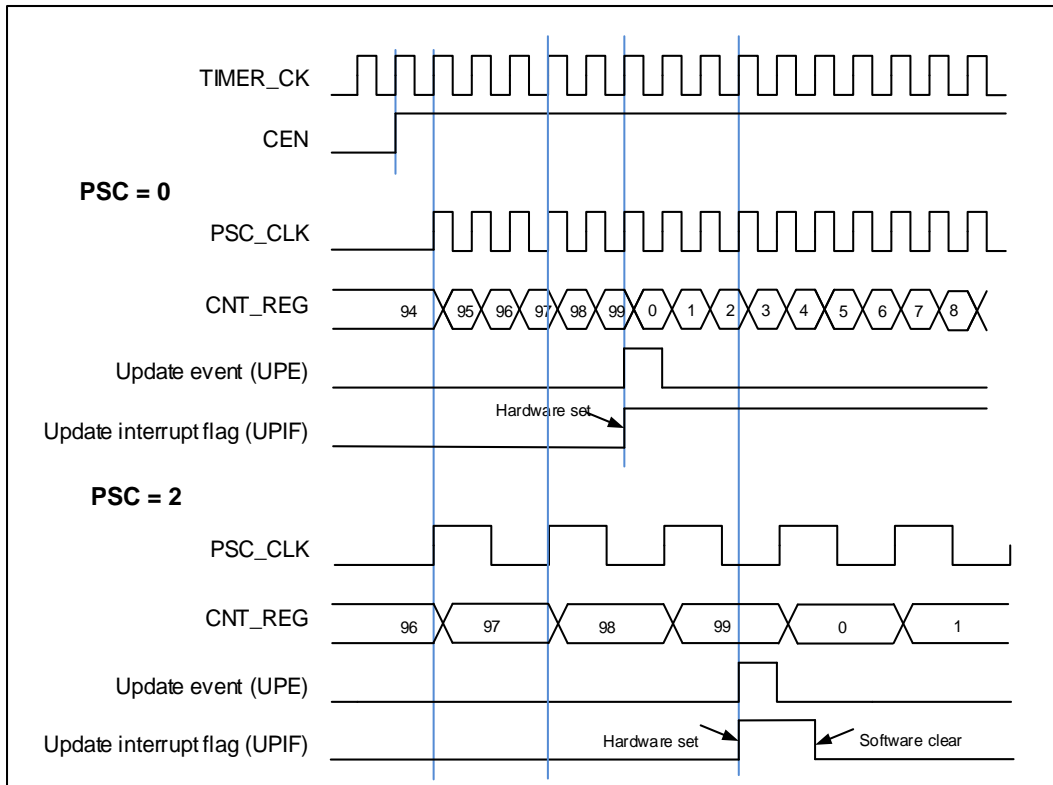 TIMER_CK
CEN
PSC = 0
PSC_CLK
CNT_REG 94 95 96 97 98 99 0 1 2 3 4 5 6 7 8
Update event (UPE)
Hardware set
Update interrupt flag (UPIF)
PSC = 2
PSC_CLK
CNT_REG 96 97 98 99 0 1
Update event (UPE)
Update interrupt flag (UPIF) Hardware set Software clear